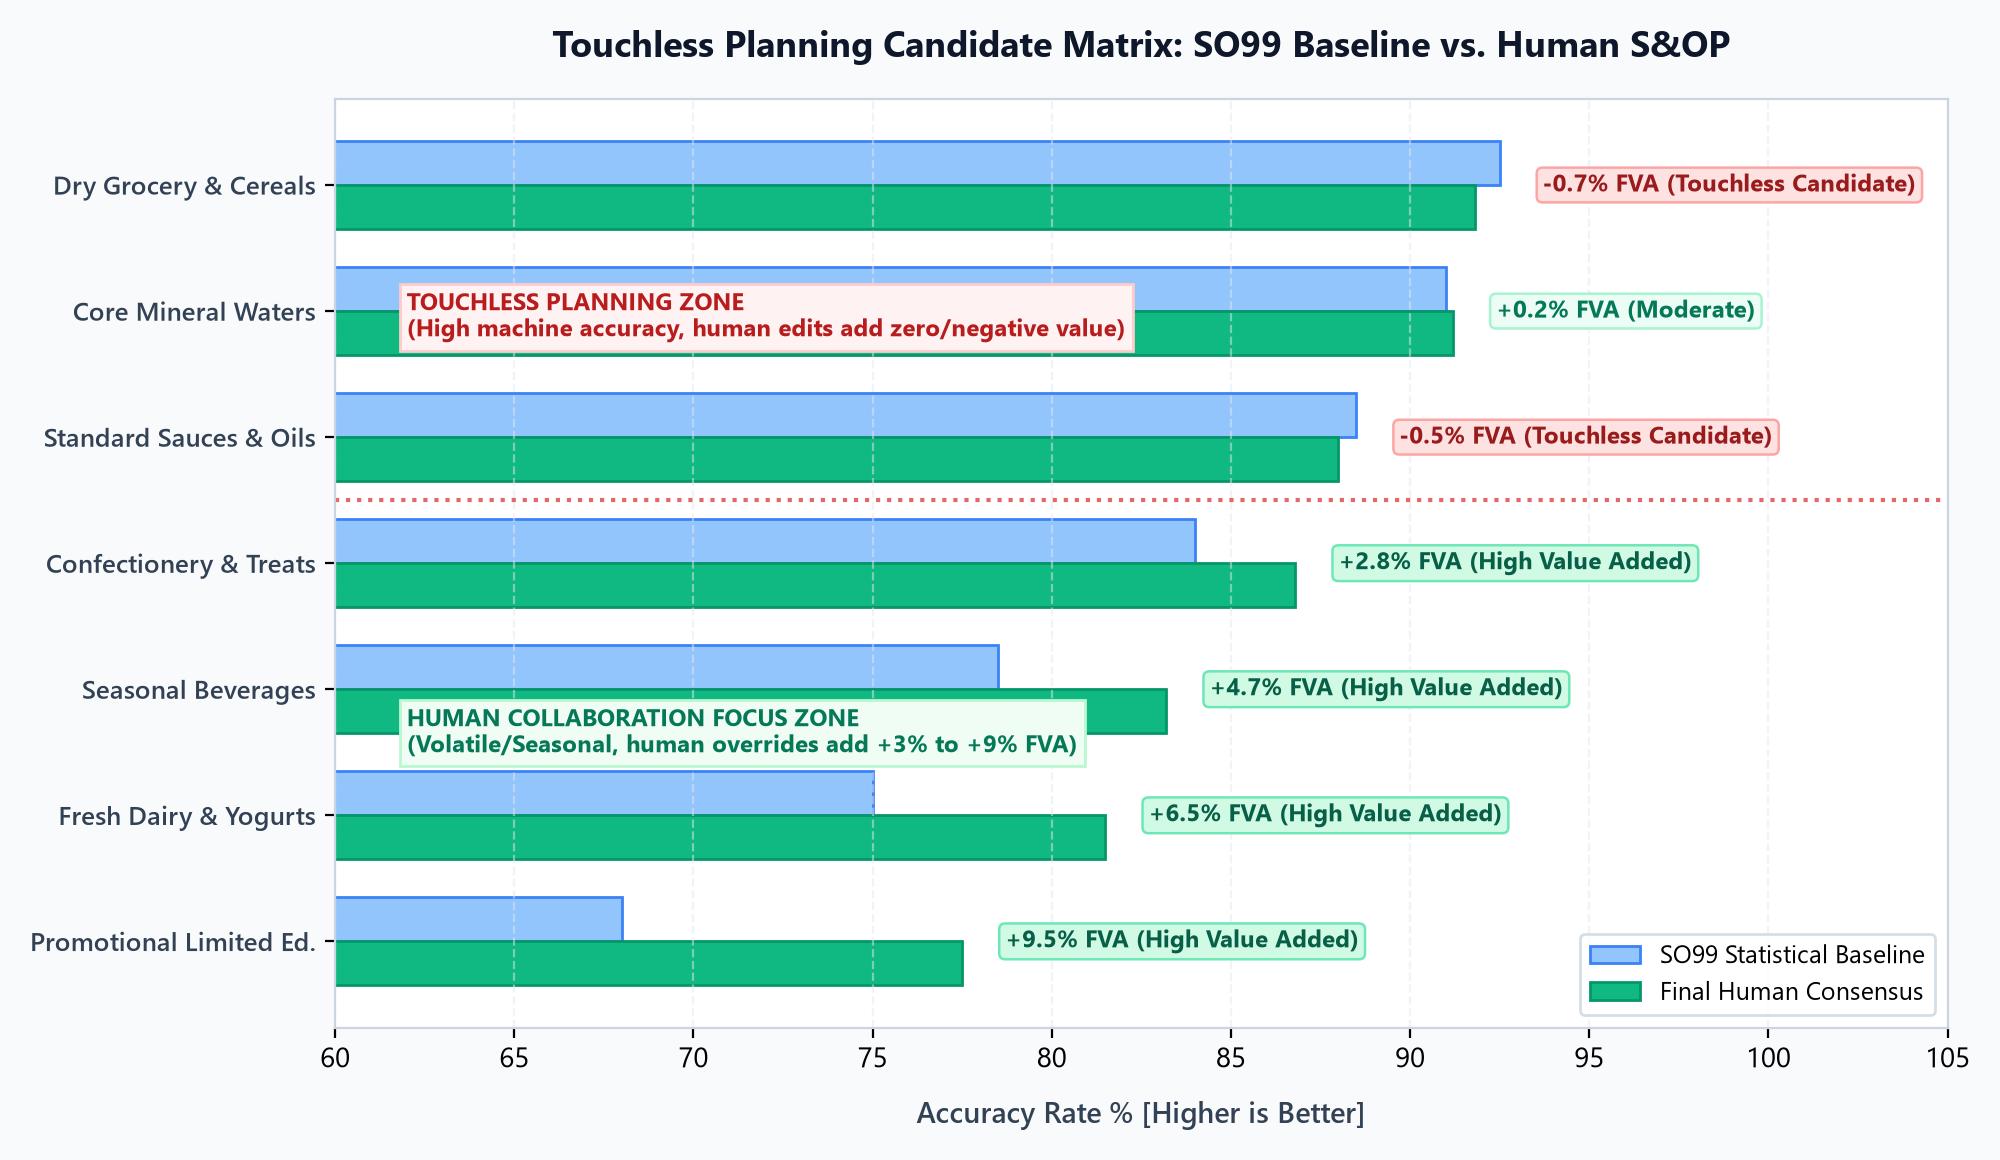 Touchless Planning Candidate Matrix: SO99 Baseline vs. Human S&OP
Dry Grocery & Cereals
-0.7% FVA (Touchless Candidate)
Core Mineral Waters
TOUCHLESS PLANNING ZONE
(High machine accuracy, human edits add zero/negative value)
+0.2% FVA (Moderate)
Standard Sauces & Oils
-0.5% FVA (Touchless Candidate)
Confectionery & Treats
+2.8% FVA (High Value Added)
Seasonal Beverages
+4.7% FVA (High Value Added)
HUMAN COLLABORATION FOCUS ZONE
(Volatile/Seasonal, human overrides add +3% to +9% FVA)
Fresh Dairy & Yogurts
+6.5% FVA (High Value Added)
Promotional Limited Ed.
+9.5% FVA (High Value Added)
SO99 Statistical Baseline
Final Human Consensus
60 65 70 75 80 85 90 95 100 105
Accuracy Rate % [Higher is Better]